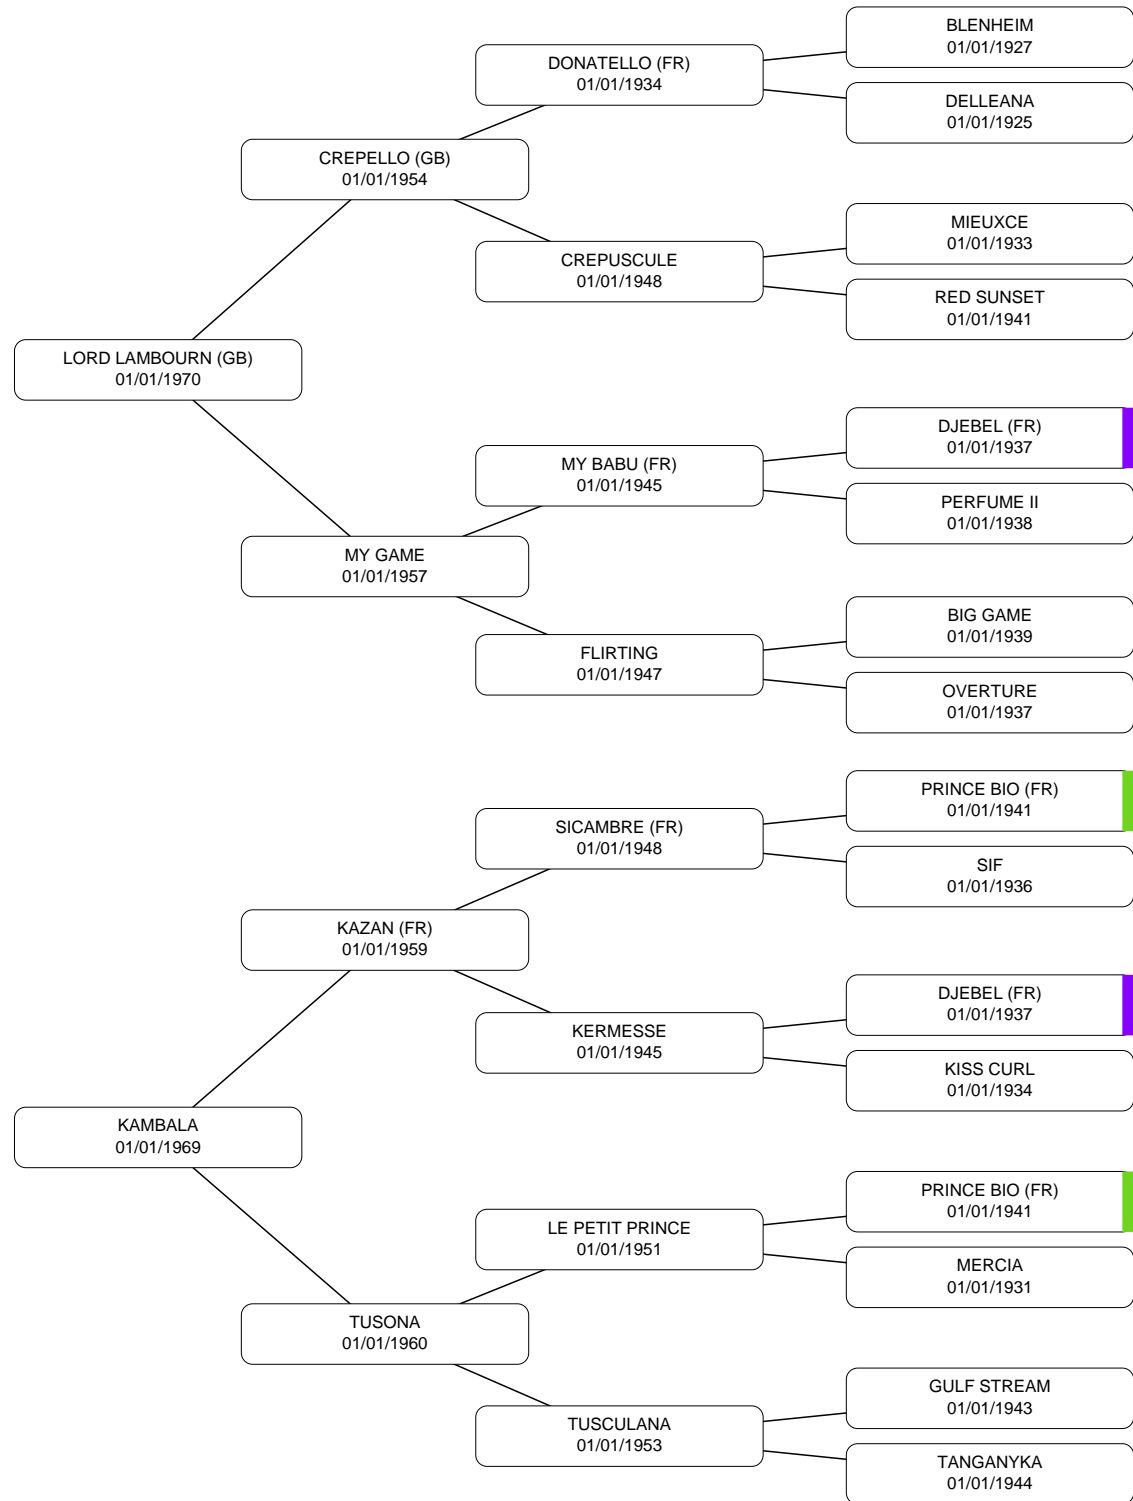 BLENHEIM
01/01/1927
DONATELLO (FR)
01/01/1934
DELLEANA
01/01/1925
CREPELLO (GB)
01/01/1954
MIEUXCE
01/01/1933
CREPUSCULE
01/01/1948
RED SUNSET
01/01/1941
LORD LAMBOURN (GB)
01/01/1970
DJEBEL (FR)
01/01/1937
MY BABU (FR)
01/01/1945
PERFUME II
01/01/1938
MY GAME
01/01/1957
BIG GAME
01/01/1939
FLIRTING
01/01/1947
OVERTURE
01/01/1937
PRINCE BIO (FR)
01/01/1941
SICAMBRE (FR)
01/01/1948
SIF
01/01/1936
KAZAN (FR)
01/01/1959
DJEBEL (FR)
01/01/1937
KERMESSE
01/01/1945
KISS CURL
01/01/1934
KAMBALA
01/01/1969
PRINCE BIO (FR)
01/01/1941
LE PETIT PRINCE
01/01/1951
MERCIA
01/01/1931
TUSONA
01/01/1960
GULF STREAM
01/01/1943
TUSCULANA
01/01/1953
TANGANYKA
01/01/1944